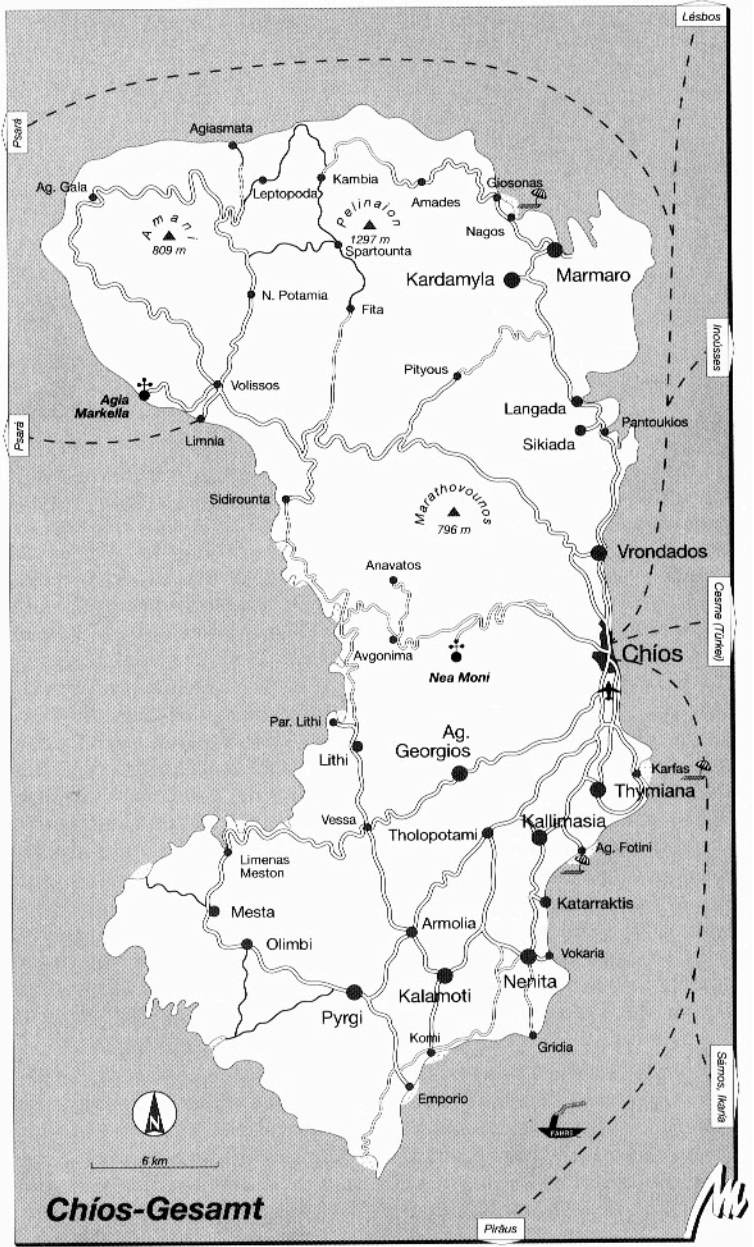 Lésbos
Psará
Agiasmata
Ag. Gala
Leptopoda
Kambia
Amades
Giosonas
Nagos
Amani
809 m
Pelinaion
1297 m
Spartounta
Kardamyla
Marmaro
N. Potamia
Fita
Inoússes
Pityous
Volissos
Agia
Markella
Langada
Pantoukios
Psará
Limnia
Sikiada
Sidirounta
Marathovounos
796 m
Vrondados
Anavatos
Cesme (Türkei)
Avgonima
Nea Moni
Chíos
Par. Lithi
Lithi
Ag.
Georgios
Karfas
Thymiana
Vessa
Tholopotami
Kallimasia
Ag. Fotini
Limenas
Meston
Mesta
Katarraktis
Olimbi
Armolia
Vokaria
Nenita
Kalamoti
Pyrgi
Komi
Gridia
Emporio
Sámos, Ikaria
N
FÄHRE
6 km
Chíos-Gesamt
Piräus